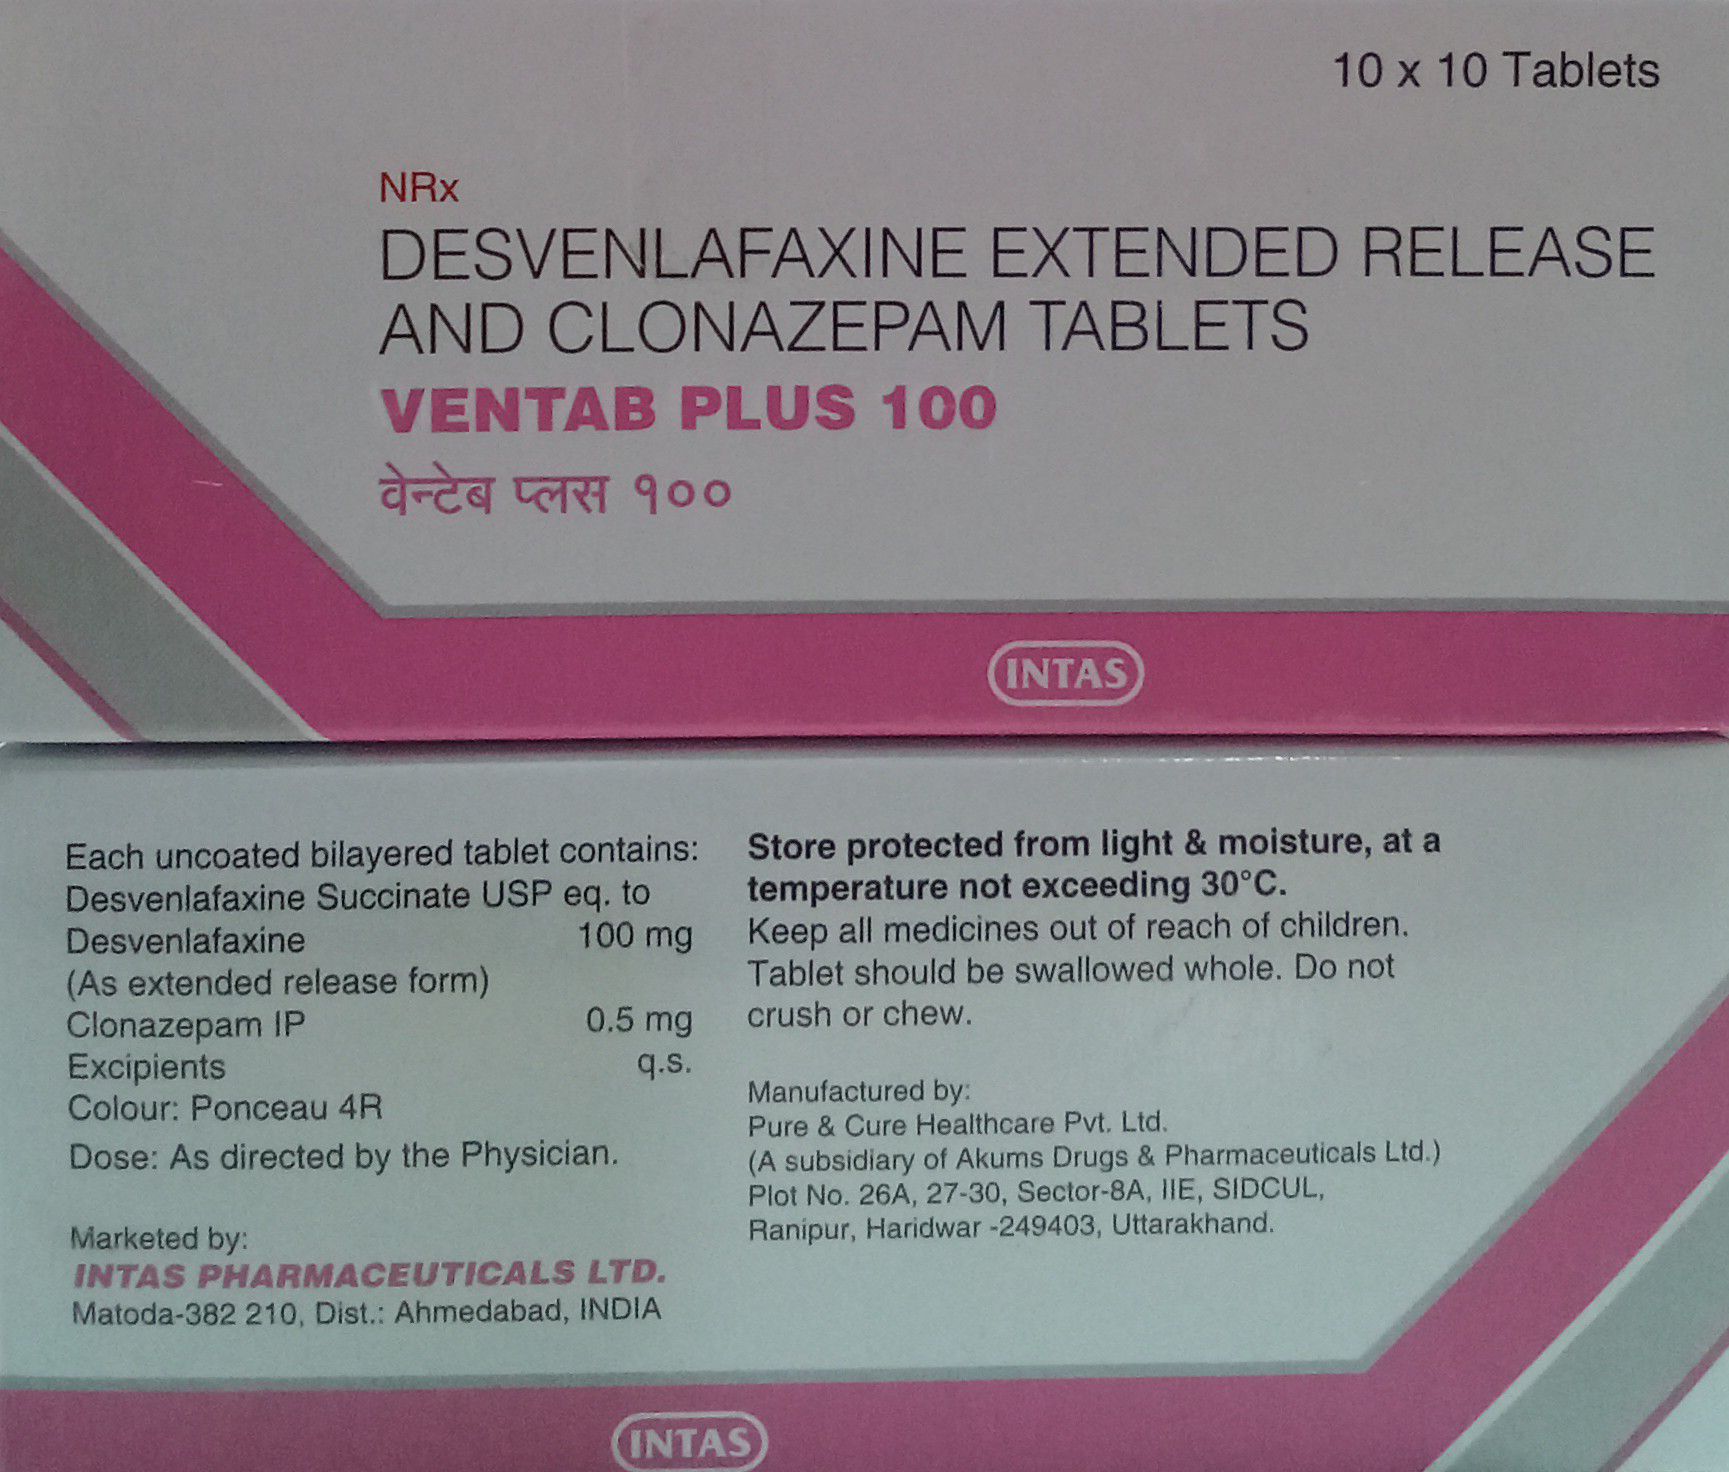 10 x 10 Tablets
NRx
DESVENLAFAXINE EXTENDED RELEASE
AND CLONAZEPAM TABLETS
VENTAB PLUS 100
वेन्टेब प्लस १००
INTAS
Each uncoated bilayered tablet contains:
Desvenlafaxine Succinate USP eq. to
Desvenlafaxine 100 mg
(As extended release form)
Clonazepam IP 0.5 mg
Excipients q.s.
Colour: Ponceau 4R
Dose: As directed by the Physician.
Marketed by:
INTAS PHARMACEUTICALS LTD.
Matoda-382 210, Dist.: Ahmedabad, INDIA
Store protected from light & moisture, at a
temperature not exceeding 30°C.
Keep all medicines out of reach of children.
Tablet should be swallowed whole. Do not
crush or chew.
Manufactured by:
Pure & Cure Healthcare Pvt. Ltd.
(A subsidiary of Akums Drugs & Pharmaceuticals Ltd.)
Plot No. 26A, 27-30, Sector-8A, IIE, SIDCUL,
Ranipur, Haridwar -249403, Uttarakhand.
INTAS